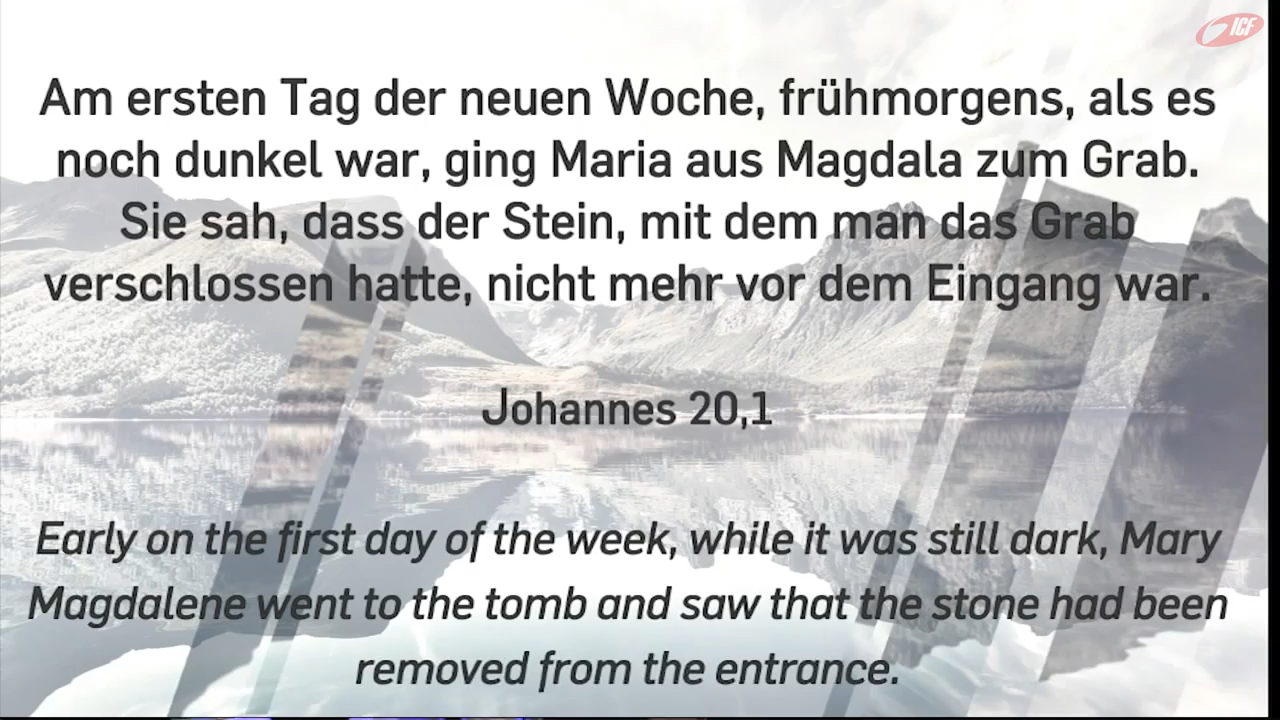 ICF
Am ersten Tag der neuen Woche, frühmorgens, als es
noch dunkel war, ging Maria aus Magdala zum Grab.
Sie sah, dass der Stein, mit dem man das Grab
verschlossen hatte, nicht mehr vor dem Eingang war.
Johannes 20,1
Early on the first day of the week, while it was still dark, Mary
Magdalene went to the tomb and saw that the stone had been
removed from the entrance.